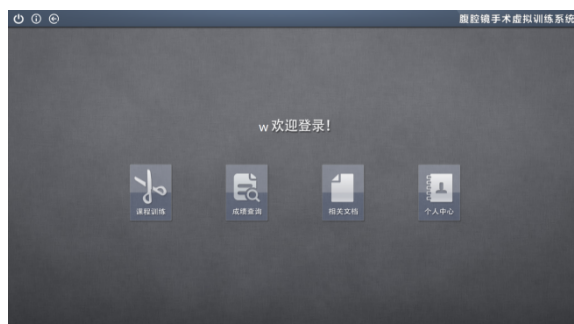 腹腔镜手术虚拟训练系统
w 欢迎登录!
课程训练
成绩查询
相关文档
个人中心